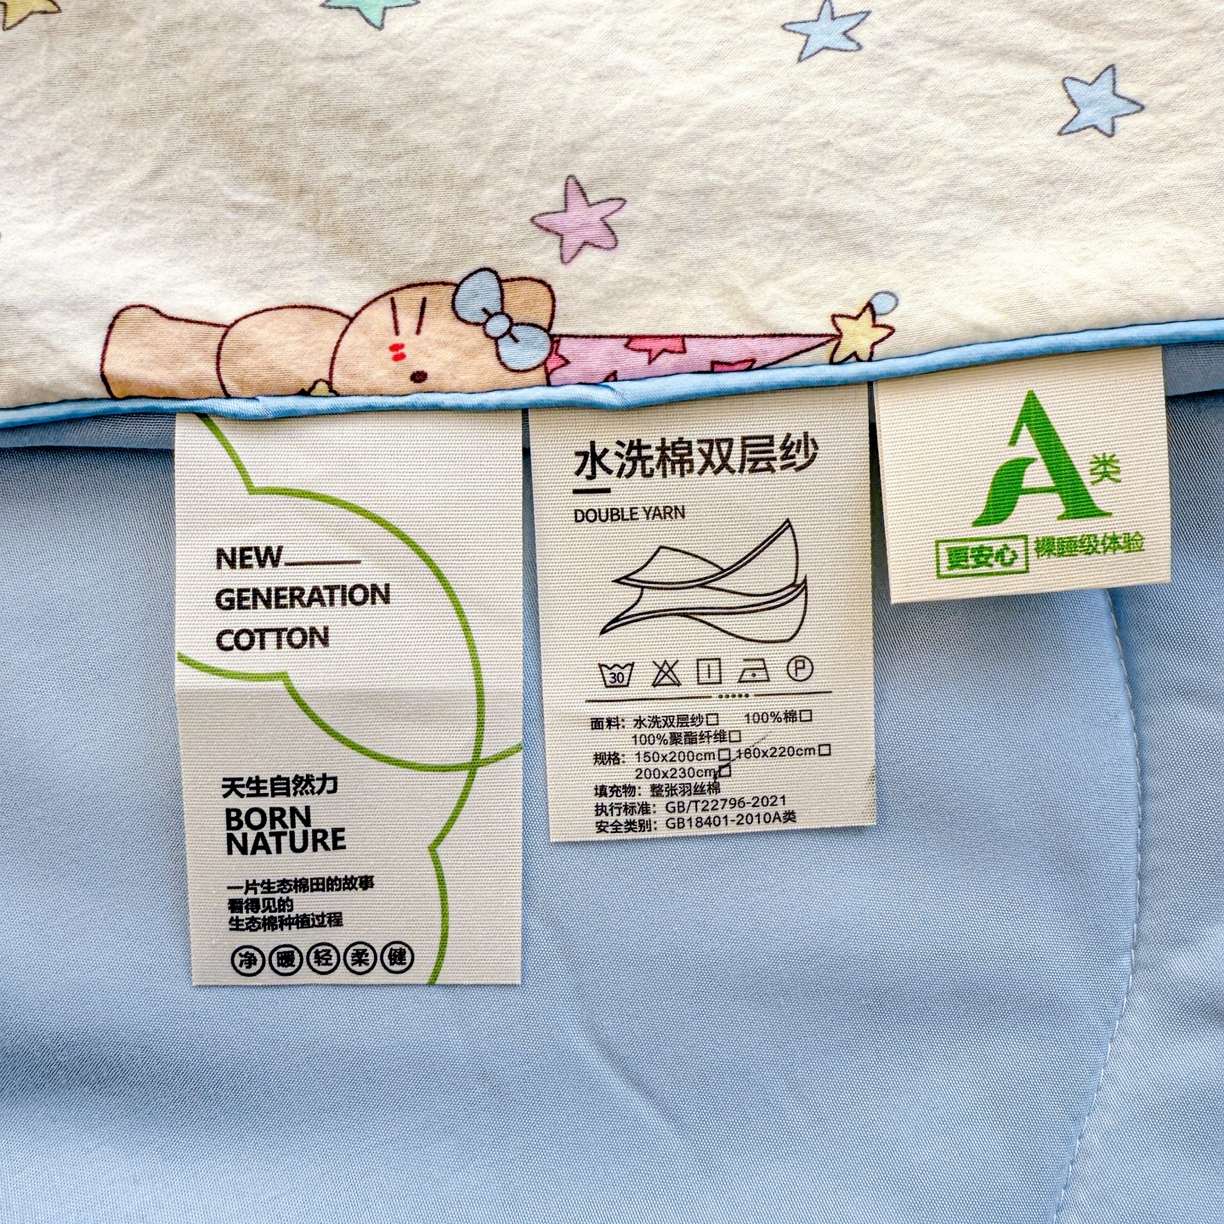 NEW
GENERATION
COTTON
天生自然力
BORN
NATURE
一片生态棉田的故事
看得见的
生态棉种植过程
净 暖 轻 柔 健
水洗棉双层纱
DOUBLE YARN
30
P
面料：水洗双层纱□ 100%棉□
100%聚酯纤维□
规格：150x200cm□ 180x220cm□
200x230cm□
填充物：整张羽丝棉
执行标准：GB/T22796-2021
安全类别：GB18401-2010A类
A类
更安心 裸睡级体验